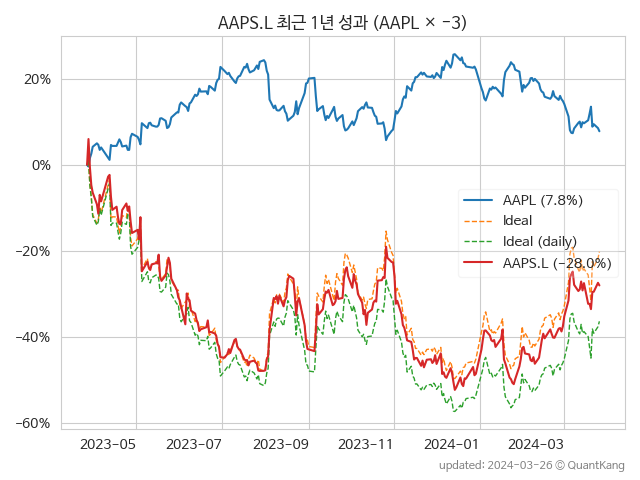 AAPS.L 최근 1년 성과 (AAPL × -3)
20%
0%
−20%
−40%
−60%
AAPL (7.8%)
Ideal
Ideal (daily)
AAPS.L (−28.0%)
2023-05 2023-07 2023-09 2023-11 2024-01 2024-03
updated: 2024-03-26 © QuantKang